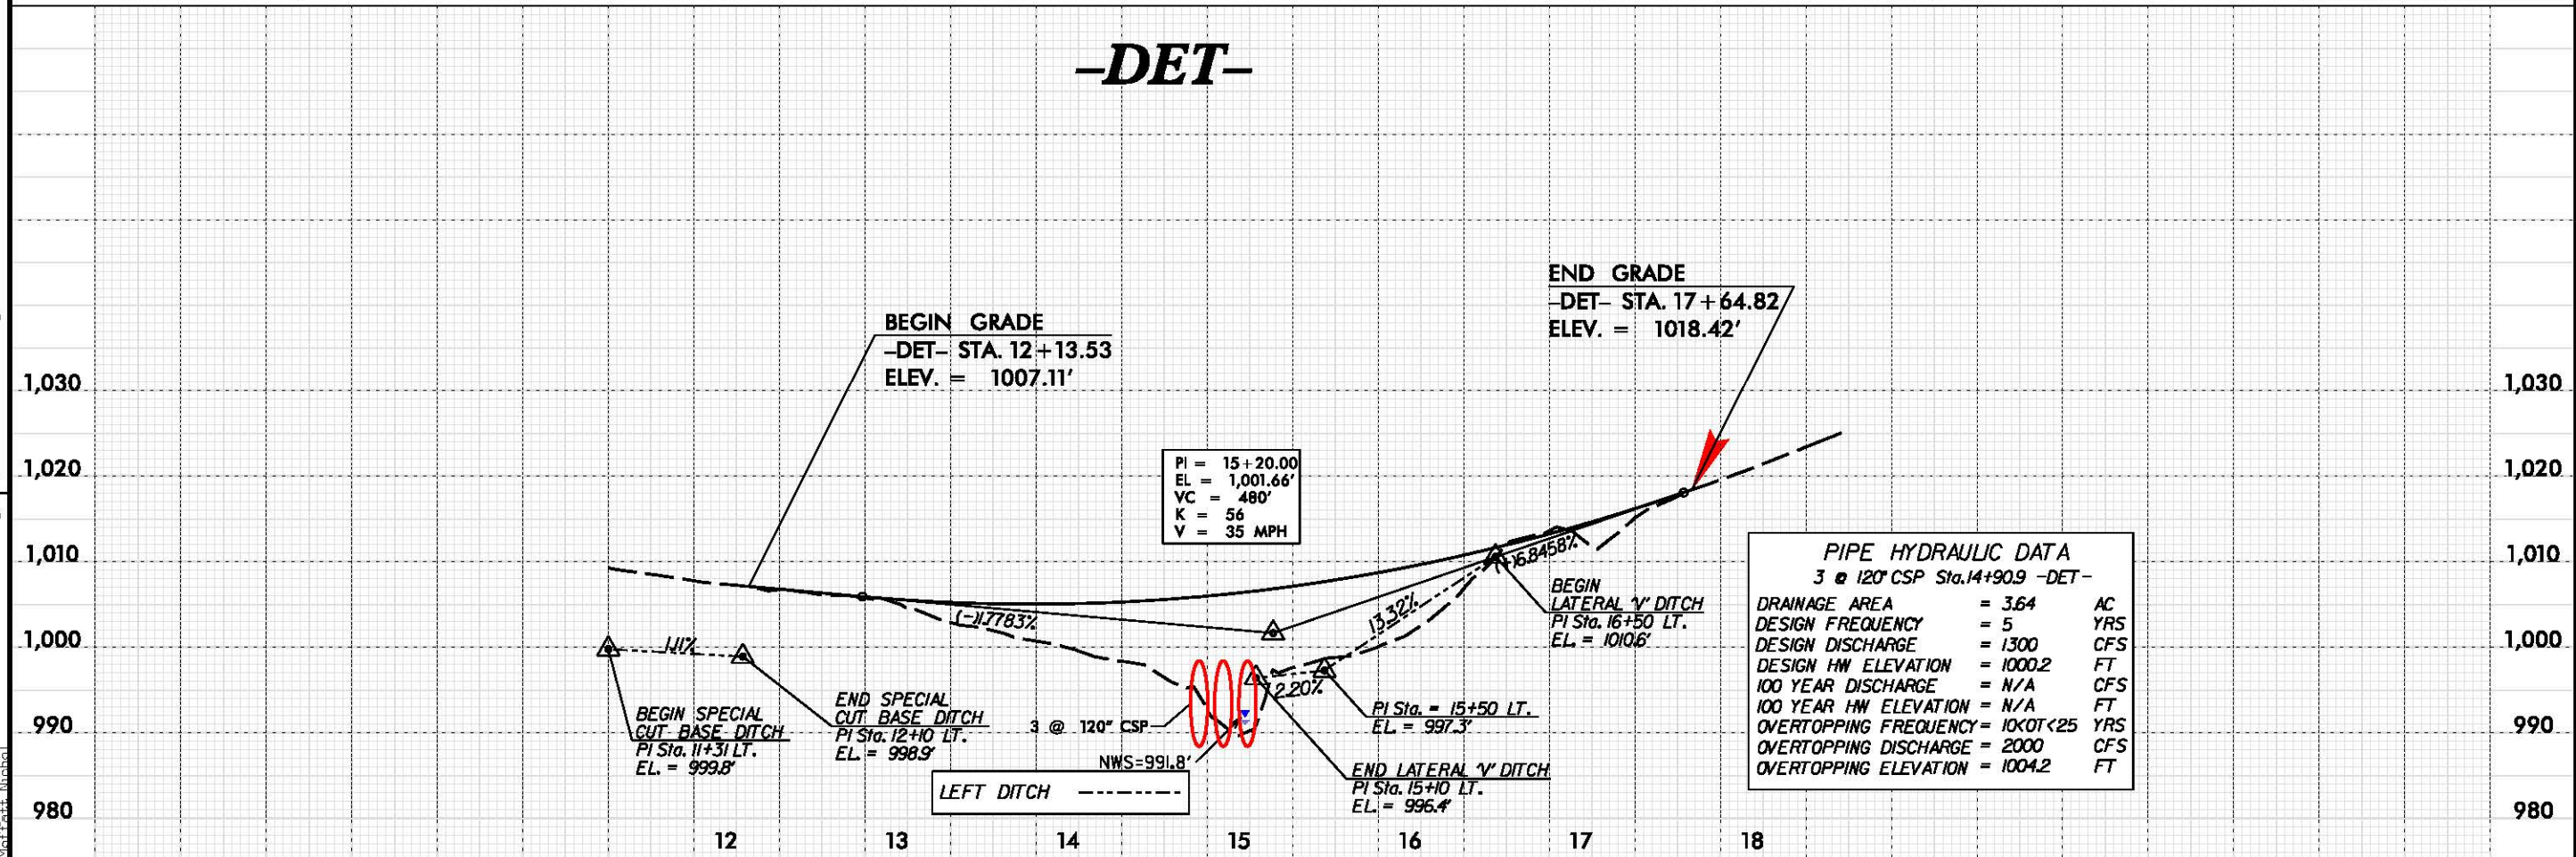 –DET–
END GRADE
–DET– STA. 17+64.82
ELEV. = 1018.42'
BEGIN GRADE
–DET– STA. 12+13.53
ELEV. = 1007.11'
1,030
1,030
PI = 15+20.00
EL = 1,001.66'
VC = 480'
K = 56
V = 35 MPH
1,020
1,020
1,010
1,010
(+)6.8458%
PIPE HYDRAULIC DATA
3 @ 120" CSP Sta.14+90.9 -DET-
DRAINAGE AREA = 3.64 AC
DESIGN FREQUENCY = 5 YRS
DESIGN DISCHARGE = 1300 CFS
DESIGN HW ELEVATION = 1000.2 FT
100 YEAR DISCHARGE = N/A CFS
100 YEAR HW ELEVATION = N/A FT
OVERTOPPING FREQUENCY = 10<OT<25 YRS
OVERTOPPING DISCHARGE = 2000 CFS
OVERTOPPING ELEVATION = 1004.2 FT
BEGIN
LATERAL 'V' DITCH
PI Sta. 16+50 LT.
EL. = 1010.6'
13.32%
(-)1.7783%
1,000
1,000
1.11%
2.20%
BEGIN SPECIAL
CUT BASE DITCH
PI Sta. 11+31 LT.
EL. = 999.8'
END SPECIAL
CUT BASE DITCH
PI Sta. 12+10 LT.
EL. = 998.9'
3 @ 120" CSP
PI Sta. = 15+50 LT.
EL. = 997.3'
990
990
NWS=991.8'
END LATERAL 'V' DITCH
PI Sta. 15+10 LT.
EL. = 996.4'
LEFT DITCH
980
980
12 13 14 15 16 17 18